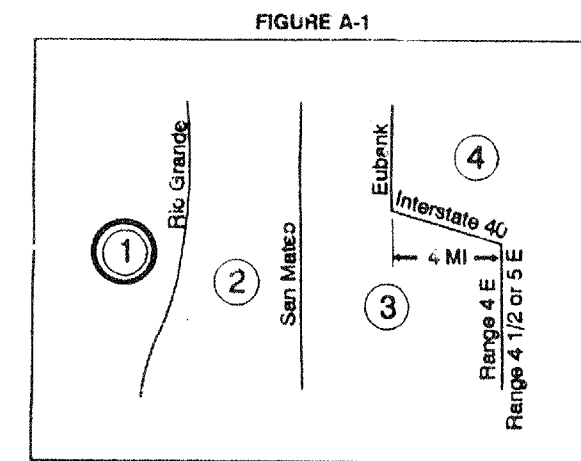 FIGURE A-1
Rio Grande
Eubank
4
Interstate 40
1
2
San Mateo
4 MI
3
Range 4 E
Range 4 1/2 or 5 E